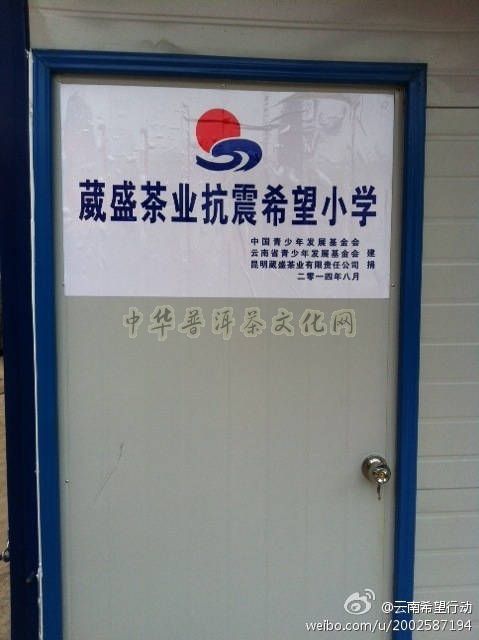 葳盛茶业抗震希望小学
中国青少年发展基金会
云南省青少年发展基金会 建
昆明葳盛茶业有限责任公司 捐
二零一四年八月
中华普洱茶文化网
@云南希望行动
weibo.com/u/2002587194